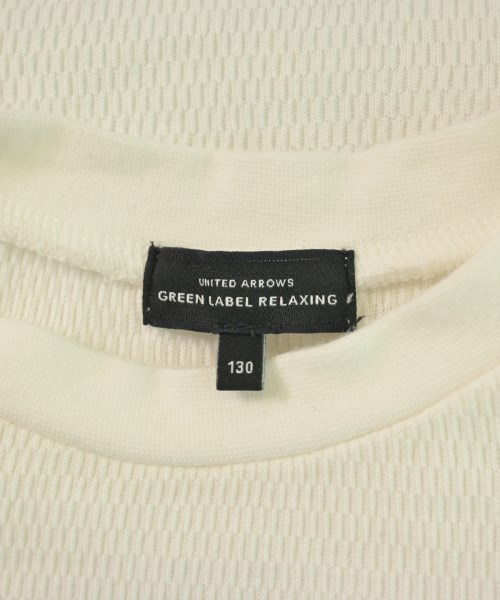 UNITED ARROWS
GREEN LABEL RELAXING
130